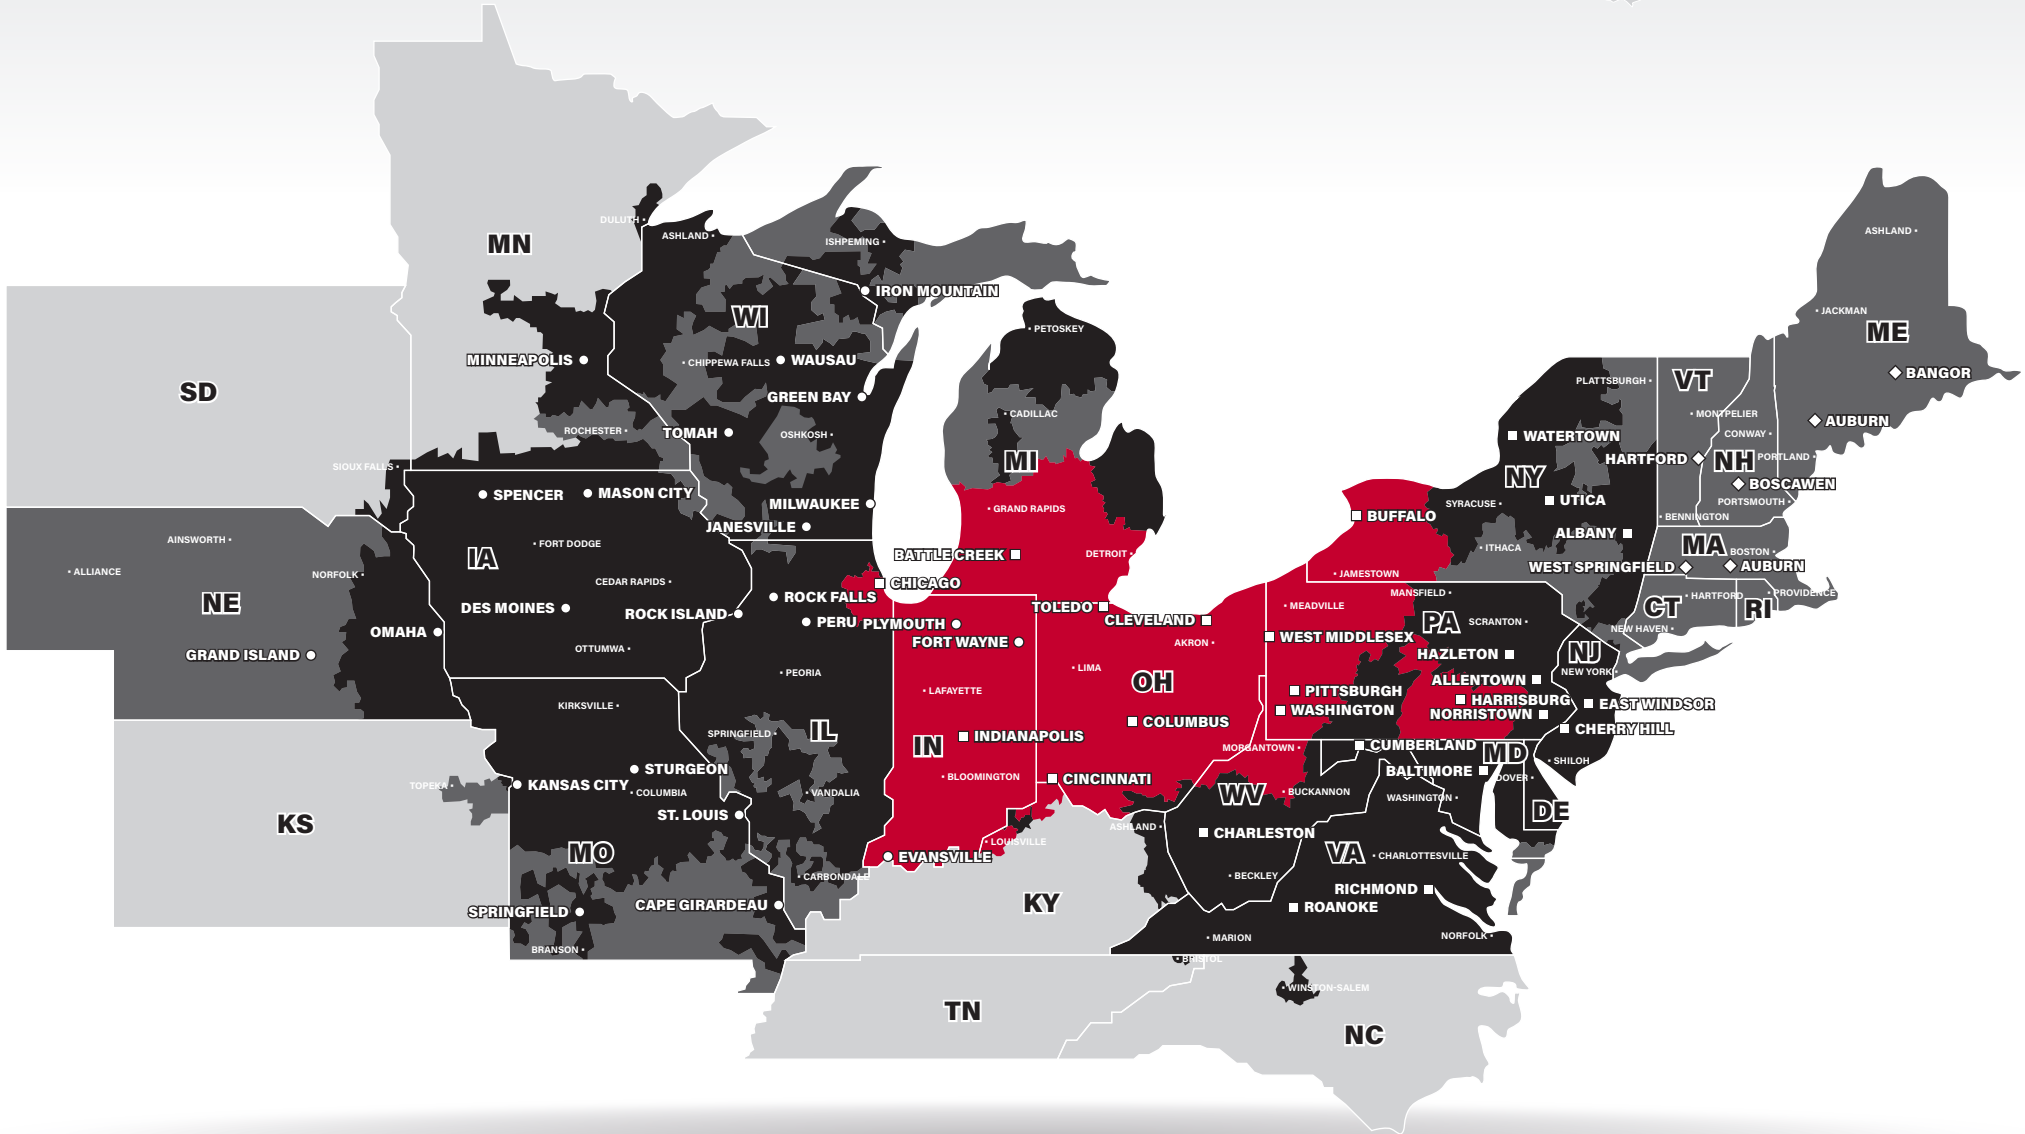 DULUTH
ASHLAND
ISHPEMING
ASHLAND
MN
IRON MOUNTAIN
JACKMAN
WI
PETOSKEY
ME
MINNEAPOLIS
CHIPPEWA FALLS
WAUSAU
PLATTSBURGH
VT
BANGOR
SD
GREEN BAY
CADILLAC
MONTPELIER
AUBURN
ROCHESTER
TOMAH
OSHKOSH
WATERTOWN
CONWAY
SIOUX FALLS
MI
HARTFORD
NH
PORTLAND
NY
BOSCAWEN
SPENCER
MASON CITY
MILWAUKEE
GRAND RAPIDS
SYRACUSE
UTICA
PORTSMOUTH
JANESVILLE
BUFFALO
BENNINGTON
AINSWORTH
FORT DODGE
ALBANY
IA
BATTLE CREEK
DETROIT
ITHACA
MA
BOSTON
ALLIANCE
NORFOLK
CEDAR RAPIDS
CHICAGO
JAMESTOWN
WEST SPRINGFIELD
AUBURN
NE
DES MOINES
ROCK ISLAND
ROCK FALLS
TOLEDO
MEADVILLE
MANSFIELD
CT
HARTFORD
RI
PROVIDENCE
OMAHA
PERU
PLYMOUTH
CLEVELAND
PA
SCRANTON
NEW HAVEN
GRAND ISLAND
OTTUMWA
FORT WAYNE
AKRON
WEST MIDDLESEX
HAZLETON
NJ
PEORIA
LIMA
OH
ALLENTOWN
NEW YORK
KIRKSVILLE
LAFAYETTE
PITTSBURGH
HARRISBURG
EAST WINDSOR
WASHINGTON
NORRISTOWN
SPRINGFIELD
IL
IN
INDIANAPOLIS
COLUMBUS
CHERRY HILL
MORGANTOWN
CUMBERLAND
MD
STURGEON
BLOOMINGTON
CINCINNATI
BALTIMORE
DOVER
SHILOH
TOPEKA
KANSAS CITY
COLUMBIA
VANDALIA
WV
BUCKANNON
WASHINGTON
DE
KS
ST. LOUIS
ASHLAND
CHARLESTON
MO
LOUISVILLE
VA
CHARLOTTESVILLE
EVANSVILLE
CARBONDALE
BECKLEY
RICHMOND
SPRINGFIELD
CAPE GIRARDEAU
KY
ROANOKE
BRANSON
MARION
NORFOLK
BRISTOL
WINSTON-SALEM
TN
NC